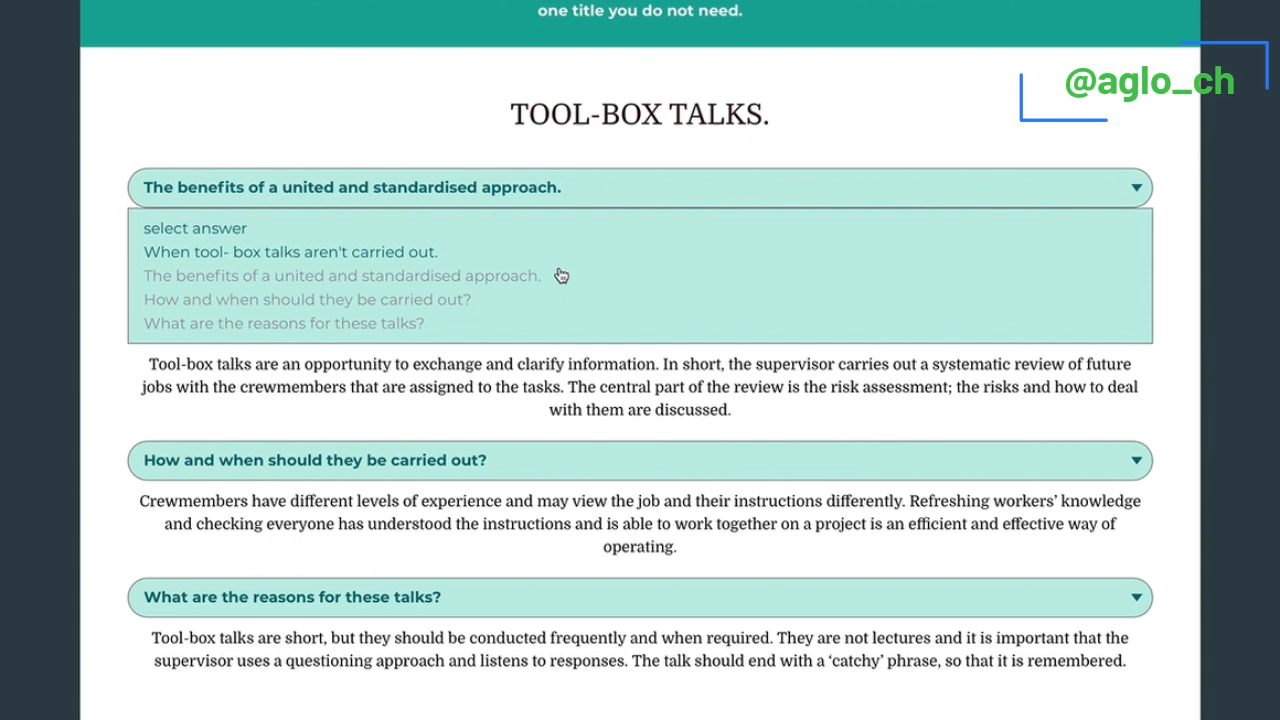 one title you do not need.
@aglo_ch
TOOL-BOX TALKS.
The benefits of a united and standardised approach.
select answer
When tool- box talks aren't carried out.
The benefits of a united and standardised approach.
How and when should they be carried out?
What are the reasons for these talks?
Tool-box talks are an opportunity to exchange and clarify information. In short, the supervisor carries out a systematic review of future
jobs with the crewmembers that are assigned to the tasks. The central part of the review is the risk assessment; the risks and how to deal
with them are discussed.
How and when should they be carried out?
Crewmembers have different levels of experience and may view the job and their instructions differently. Refreshing workers’ knowledge
and checking everyone has understood the instructions and is able to work together on a project is an efficient and effective way of
operating.
What are the reasons for these talks?
Tool-box talks are short, but they should be conducted frequently and when required. They are not lectures and it is important that the
supervisor uses a questioning approach and listens to responses. The talk should end with a ‘catchy’ phrase, so that it is remembered.